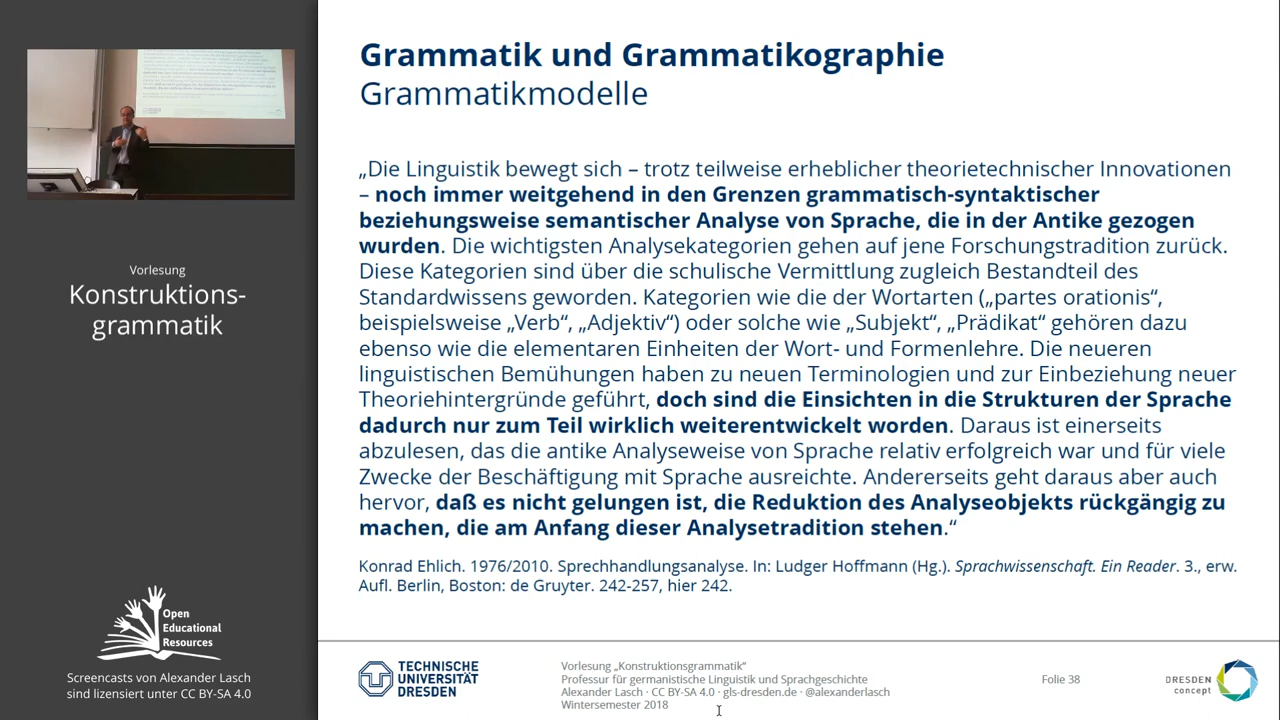 Vorlesung
Konstruktions-
grammatik
Open
Educational
Resources
Screencasts von Alexander Lasch
sind lizensiert unter CC BY-SA 4.0
Grammatik und Grammatikographie
Grammatikmodelle
„Die Linguistik bewegt sich – trotz teilweise erheblicher theorietechnischer Innovationen
– noch immer weitgehend in den Grenzen grammatisch-syntaktischer
beziehungsweise semantischer Analyse von Sprache, die in der Antike gezogen
wurden. Die wichtigsten Analysekategorien gehen auf jene Forschungstradition zurück.
Diese Kategorien sind über die schulische Vermittlung zugleich Bestandteil des
Standardwissens geworden. Kategorien wie die der Wortarten („partes orationis“,
beispielsweise „Verb“, „Adjektiv“) oder solche wie „Subjekt“, „Prädikat“ gehören dazu
ebenso wie die elementaren Einheiten der Wort- und Formenlehre. Die neueren
linguistischen Bemühungen haben zu neuen Terminologien und zur Einbeziehung neuer
Theoriehintergründe geführt, doch sind die Einsichten in die Strukturen der Sprache
dadurch nur zum Teil wirklich weiterentwickelt worden. Daraus ist einerseits
abzulesen, das die antike Analyseweise von Sprache relativ erfolgreich war und für viele
Zwecke der Beschäftigung mit Sprache ausreichte. Andererseits geht daraus aber auch
hervor, daß es nicht gelungen ist, die Reduktion des Analyseobjekts rückgängig zu
machen, die am Anfang dieser Analysetradition stehen.“
Konrad Ehlich. 1976/2010. Sprechhandlungsanalyse. In: Ludger Hoffmann (Hg.). Sprachwissenschaft. Ein Reader. 3., erw.
Aufl. Berlin, Boston: de Gruyter. 242-257, hier 242.
TECHNISCHE
UNIVERSITÄT
DRESDEN
Vorlesung „Konstruktionsgrammatik“
Professur für germanistische Linguistik und Sprachgeschichte
Alexander Lasch · CC BY-SA 4.0 · gls-dresden.de · @alexanderlasch
Wintersemester 2018
Folie 38
DRESDEN
concept